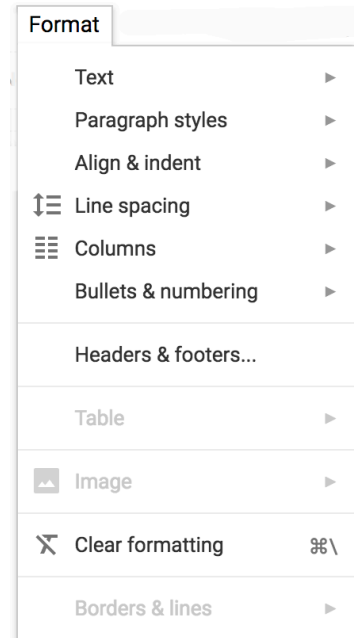 Format
Text
Paragraph styles
Align & indent
Line spacing
Columns
Bullets & numbering
Headers & footers...
Table
Image
Clear formatting ⌘\
Borders & lines